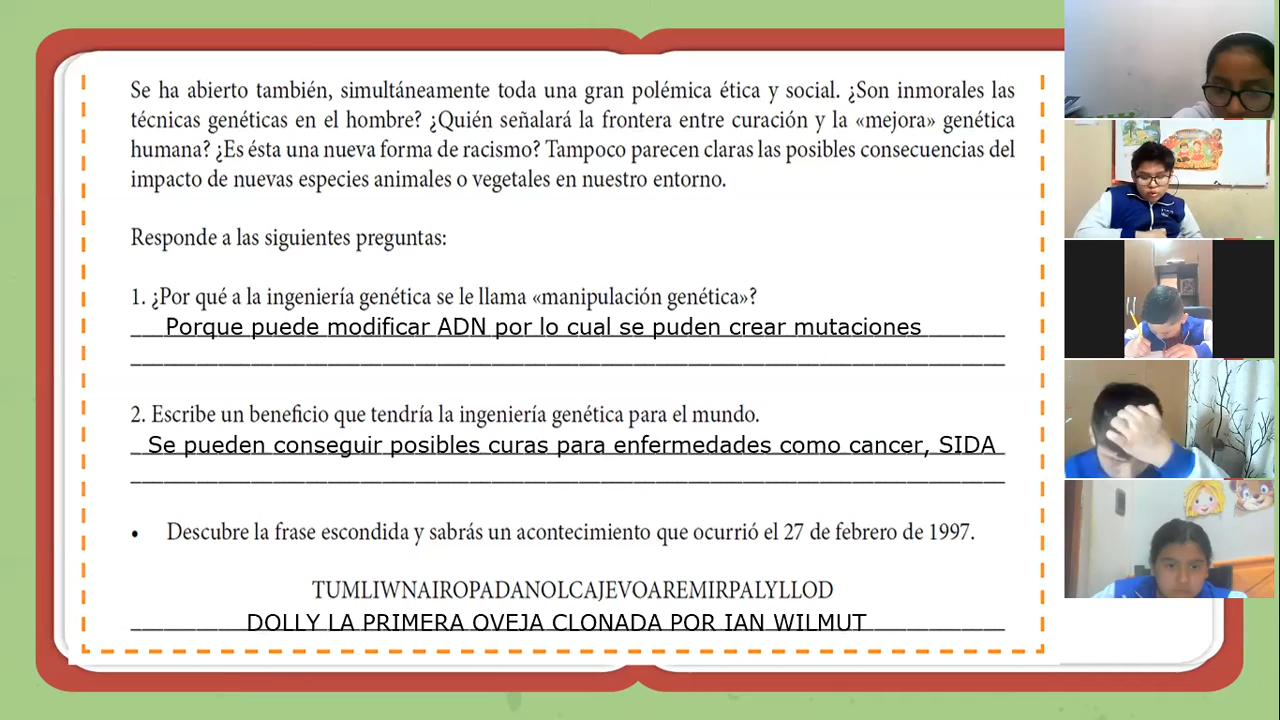 Se ha abierto también, simultáneamente toda una gran polémica ética y social. ¿Son inmorales las
técnicas genéticas en el hombre? ¿Quién señalará la frontera entre curación y la «mejora» genética
humana? ¿Es ésta una nueva forma de racismo? Tampoco parecen claras las posibles consecuencias del
impacto de nuevas especies animales o vegetales en nuestro entorno.
Responde a las siguientes preguntas:
1. ¿Por qué a la ingeniería genética se le llama «manipulación genética»?
Porque puede modificar ADN por lo cual se puden crear mutaciones
2. Escribe un beneficio que tendría la ingeniería genética para el mundo.
Se pueden conseguir posibles curas para enfermedades como cancer, SIDA
• Descubre la frase escondida y sabrás un acontecimiento que ocurrió el 27 de febrero de 1997.
TUMLIWNAIROPADANOLCAJEVOAREMIRPALYLLOD
DOLLY LA PRIMERA OVEJA CLONADA POR IAN WILMUT